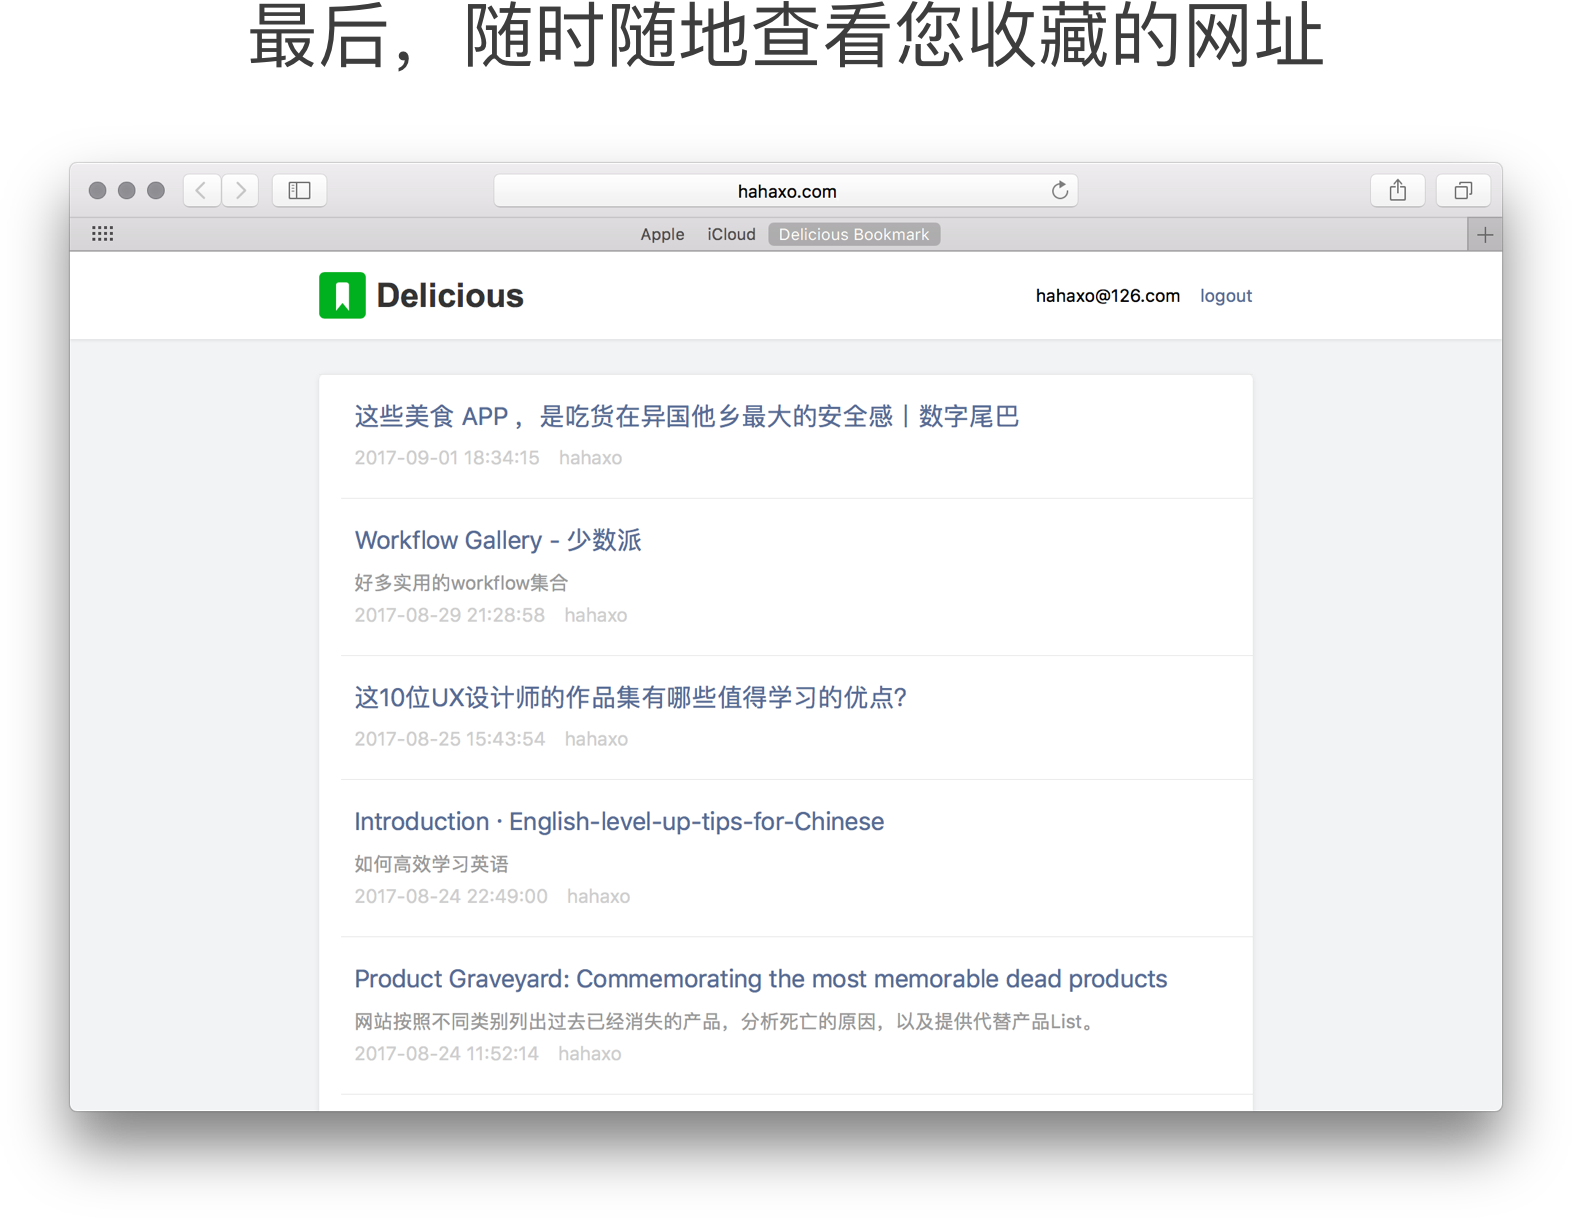 最后，随时随地查看您收藏的网址
hahaxo.com
Apple iCloud Delicious Bookmark
Delicious
hahaxo@126.com logout
这些美食 APP ，是吃货在异国他乡最大的安全感丨数字尾巴
2017-09-01 18:34:15 hahaxo
Workflow Gallery - 少数派
好多实用的workflow集合
2017-08-29 21:28:58 hahaxo
这10位UX设计师的作品集有哪些值得学习的优点?
2017-08-25 15:43:54 hahaxo
Introduction · English-level-up-tips-for-Chinese
如何高效学习英语
2017-08-24 22:49:00 hahaxo
Product Graveyard: Commemorating the most memorable dead products
网站按照不同类别列出过去已经消失的产品，分析死亡的原因，以及提供代替产品List。
2017-08-24 11:52:14 hahaxo